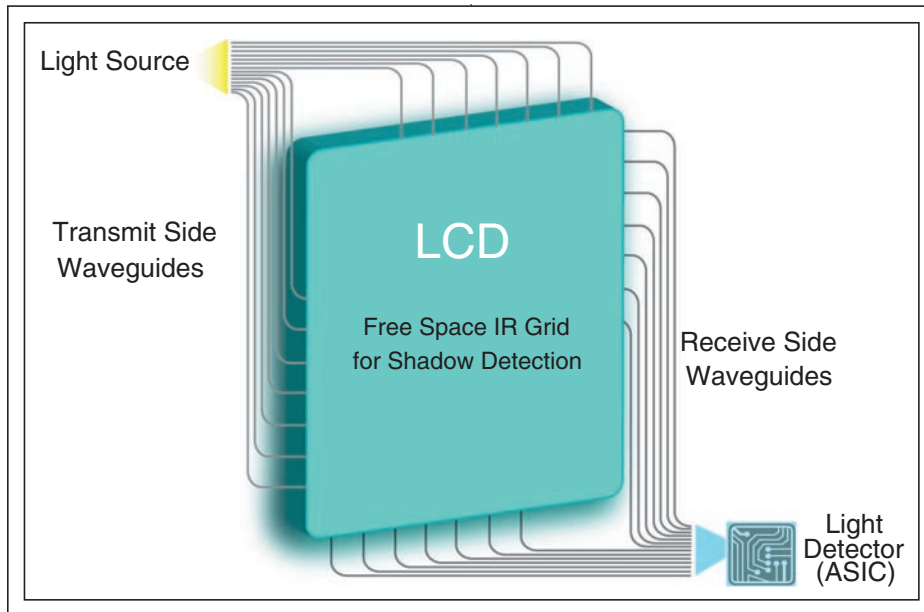 Light Source
Transmit Side
Waveguides
LCD
Free Space IR Grid
for Shadow Detection
Receive Side
Waveguides
Light
Detector
(ASIC)